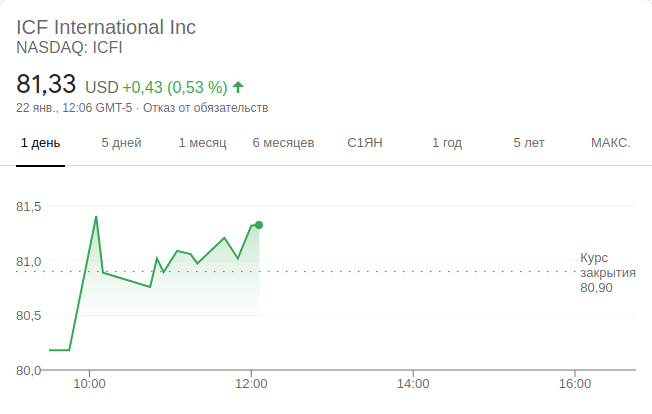 ICF International Inc
NASDAQ: ICFI
81,33 USD +0,43 (0,53 %)
22 янв., 12:06 GMT-5 · Отказ от обязательств
1 день 5 дней 1 месяц 6 месяцев С1ЯН 1 год 5 лет МАКС.
81,5
81,0
80,5
80,0
Курс
закрытия
80,90
10:00 12:00 14:00 16:00